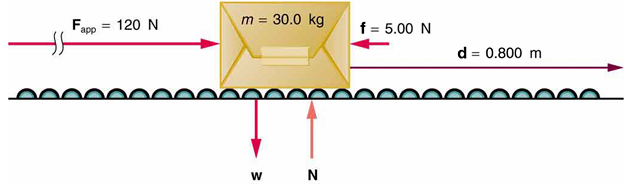 F_app = 120 N
m = 30.0 kg
f = 5.00 N
d = 0.800 m
w
N